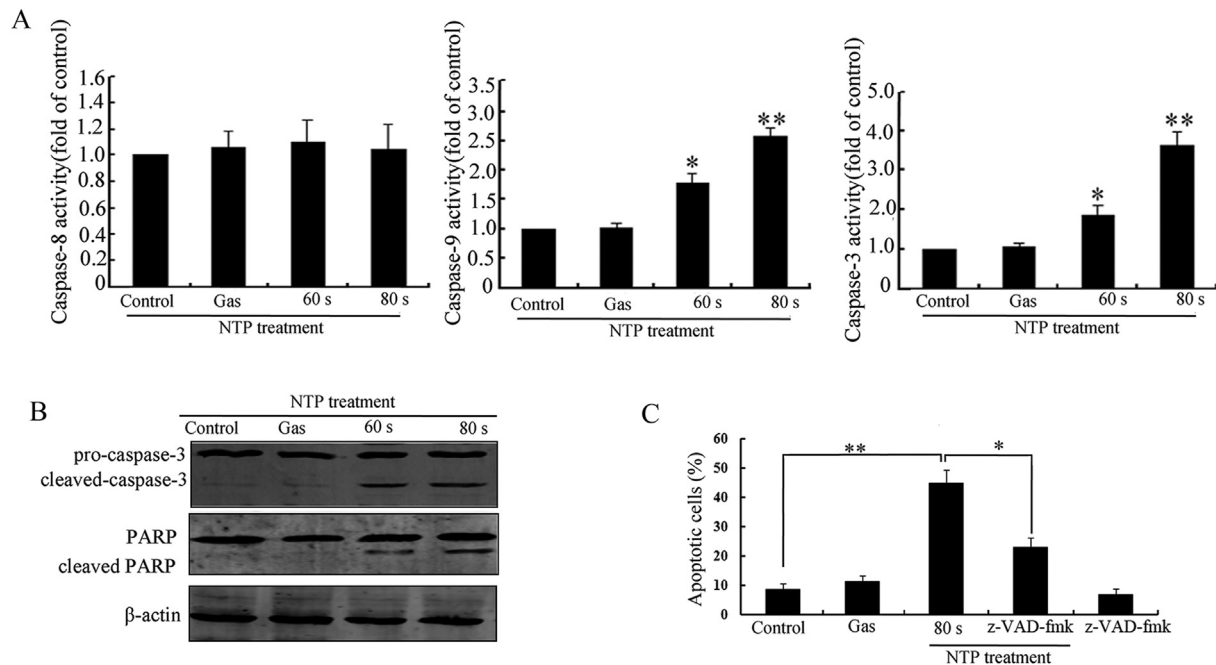 A
Caspase-8 activity(fold of control)
1.6
1.4
1.2
1.0
0.8
0.6
0.4
0.2
0
Control Gas 60 s 80 s
NTP treatment
Caspase-9 activity(fold of control)
3.5
3.0
2.5
2.0
1.5
1.0
0.5
0
* **
Control Gas 60 s 80 s
NTP treatment
Caspase-3 activity(fold of control)
5.0
4.0
3.0
2.0
1.0
0
* **
Control Gas 60 s 80 s
NTP treatment
B
NTP treatment
Control Gas 60 s 80 s
pro-caspase-3
cleaved-caspase-3
PARP
cleaved PARP
β-actin
C
Apoptotic cells (%)
60
50
40
30
20
10
0
** *
Control Gas 80 s z-VAD-fmk z-VAD-fmk
NTP treatment